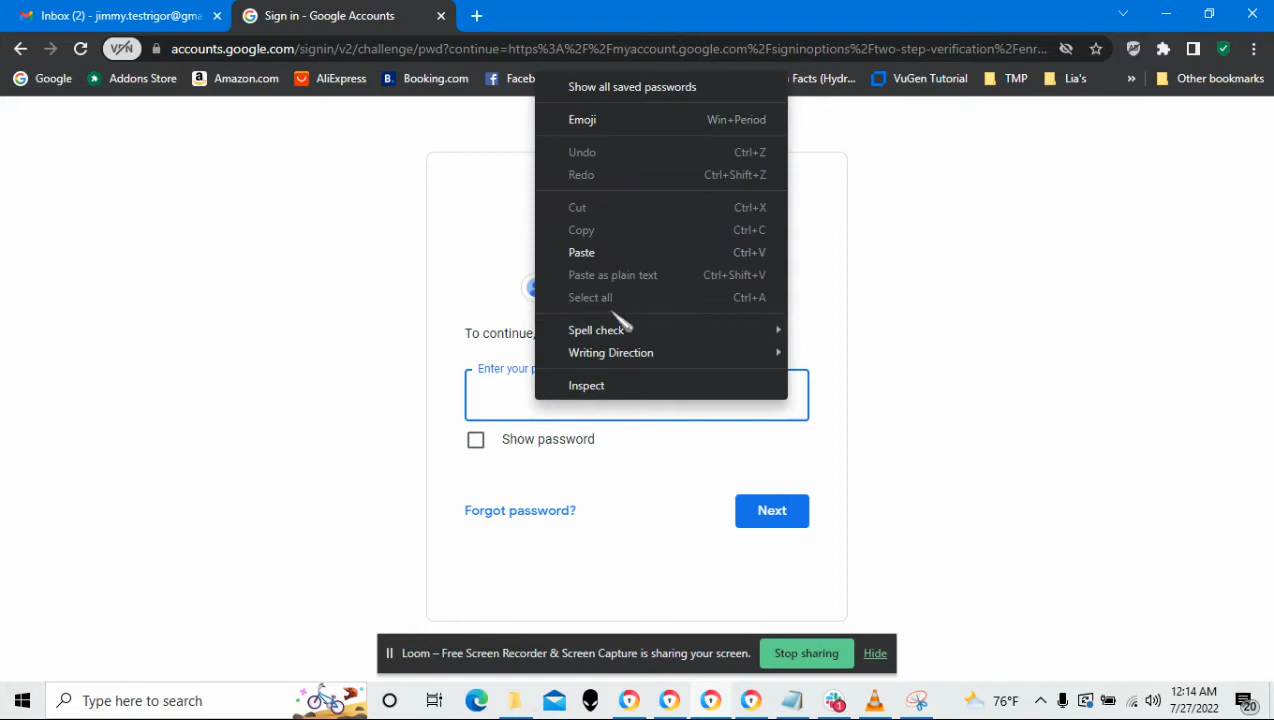 Inbox (2) - jimmy.testrigor@gma
Sign in - Google Accounts
VPN
accounts.google.com/signin/v2/challenge/pwd?continue=https%3A%2F%2Fmyaccount.google.com%2Fsigninoptions%2Ftwo-step-verification%2Fenr...
Google
Addons Store
Amazon.com
AliExpress
Booking.com
Faceb
Facts (Hydr...
VuGen Tutorial
TMP
Lia's
»
Other bookmarks
Show all saved passwords
Emoji Win+Period
Undo Ctrl+Z
Redo Ctrl+Shift+Z
Cut Ctrl+X
Copy Ctrl+C
Paste Ctrl+V
Paste as plain text Ctrl+Shift+V
Select all Ctrl+A
Spell check
Writing Direction
Inspect
To continue,
Enter your p
Show password
Forgot password?
Next
Loom – Free Screen Recorder & Screen Capture is sharing your screen.
Stop sharing
Hide
Type here to search
76°F
12:14 AM
7/27/2022
20